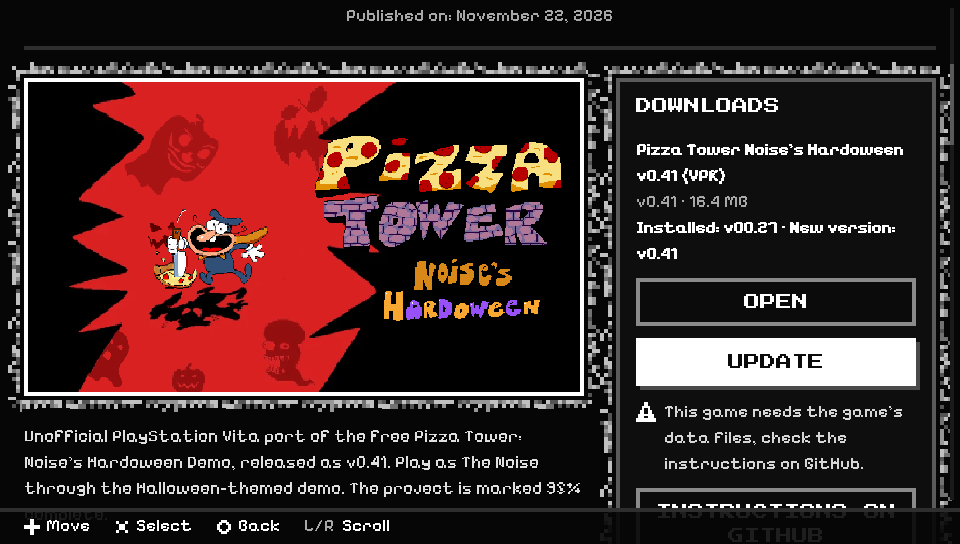 Published on: November 22, 2026
PIZZA
TOWER
NOISE'S
HARDOWEEN
Unofficial PlayStation Vita port of the free Pizza Tower:
Noise's Hardoween Demo, released as v0.41. Play as The Noise
through the Halloween-themed demo. The project is marked 95%
complete.
DOWNLOADS
Pizza Tower Noise's Hardoween
v0.41 (VPK)
v0.41 · 16.4 MB
Installed: v00.27 · New version:
v0.41
OPEN
UPDATE
This game needs the game's
data files, check the
instructions on GitHub.
INSTRUCTIONS ON
GITHUB
Move
Select
Back
L/R Scroll